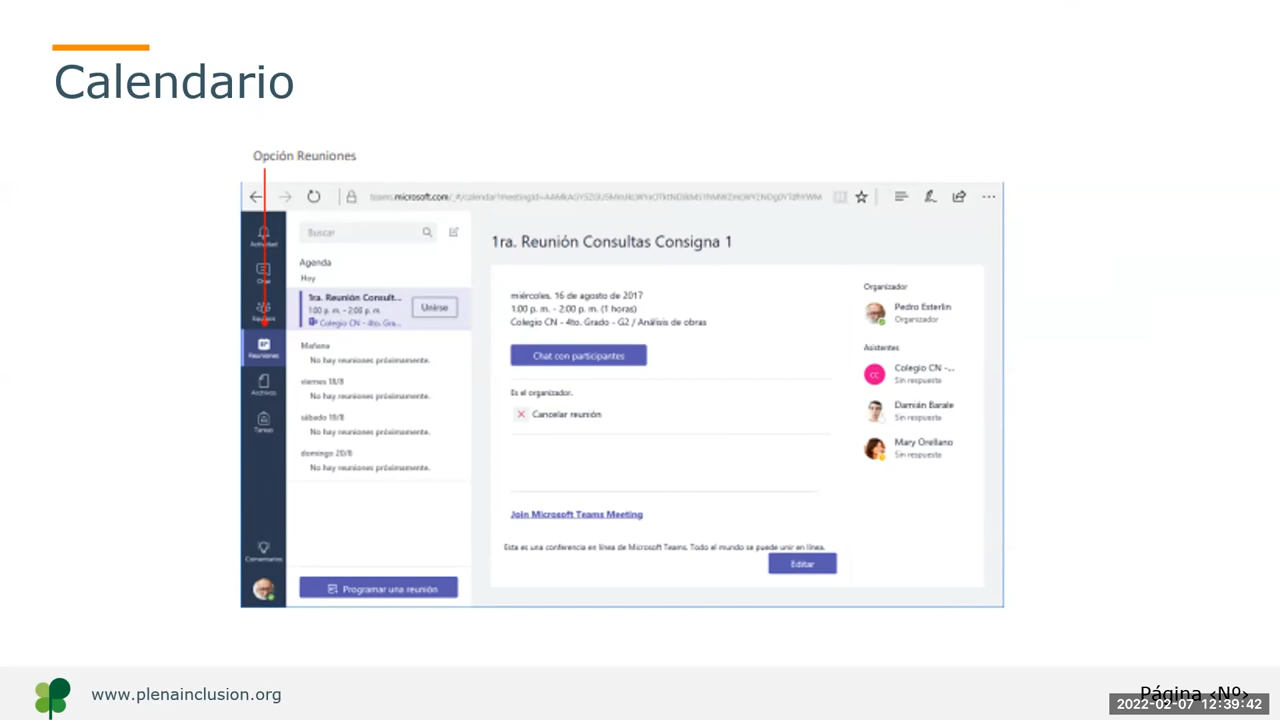 Calendario
Opción Reuniones
Actividad
Chat
Equipos
Reuniones
Archivos
Tareas
Comentarios
Buscar
Agenda
Hoy
1ra. Reunión Consult...
1:00 p. m. - 2:00 p. m.
Colegio CN - 4to. Gra...
Unirse
Mañana
No hay reuniones próximamente.
viernes 18/8
No hay reuniones próximamente.
sábado 19/8
No hay reuniones próximamente.
domingo 20/8
No hay reuniones próximamente.
Programar una reunión
1ra. Reunión Consultas Consigna 1
miércoles, 16 de agosto de 2017
1:00 p. m. - 2:00 p. m. (1 horas)
Colegio CN - 4to. Grado - G2 / Análisis de obras
Chat con participantes
Es el organizador.
Cancelar reunión
Join Microsoft Teams Meeting
Esta es una conferencia en línea de Microsoft Teams. Todo el mundo se puede unir en línea.
Editar
Organizador
Pedro Esterlin
Organizador
Asistentes
CC
Colegio CN -...
Sin respuesta
Damián Barale
Sin respuesta
Mary Orellano
Sin respuesta
www.plenainclusion.org
Página ‹Nº›
2022-02-07 12:39:42